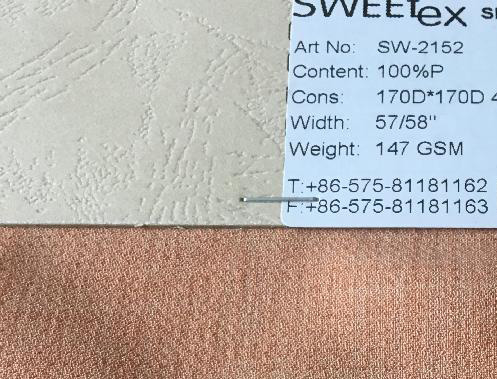 SWEETEX
Art No: SW-2152
Content: 100%P
Cons: 170D*170D
Width: 57/58"
Weight: 147 GSM
T:+86-575-81181162
F:+86-575-81181163